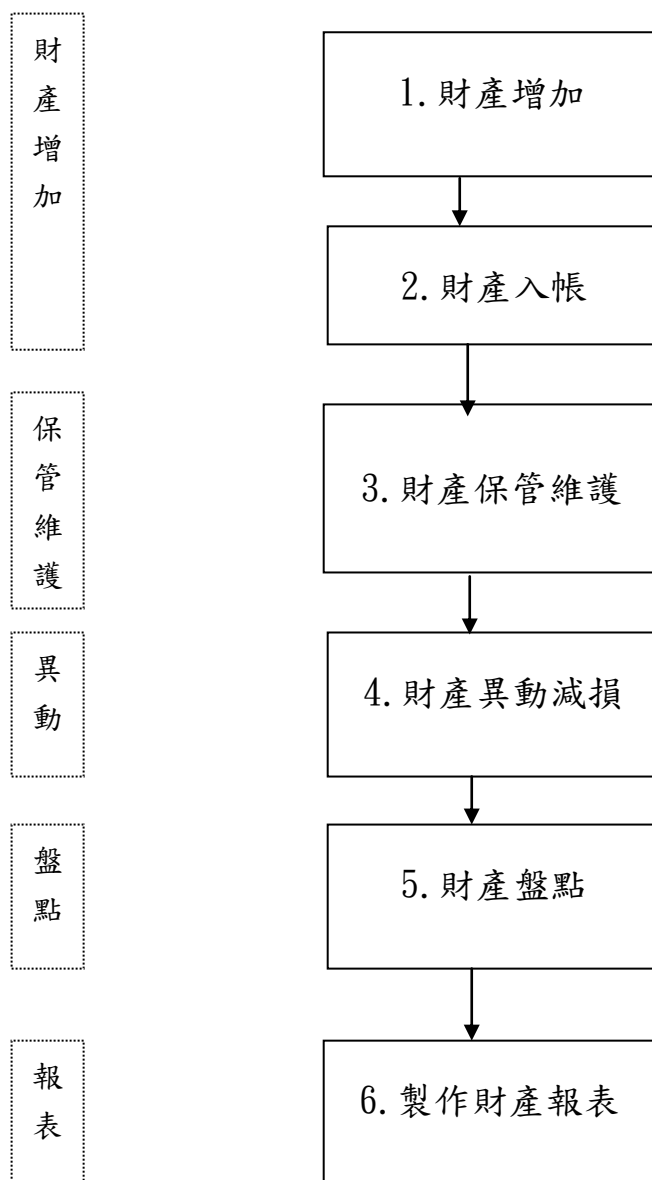 財產增加
1.財產增加
2.財產入帳
保管維護
3.財產保管維護
異動
4.財產異動減損
盤點
5.財產盤點
報表
6.製作財產報表